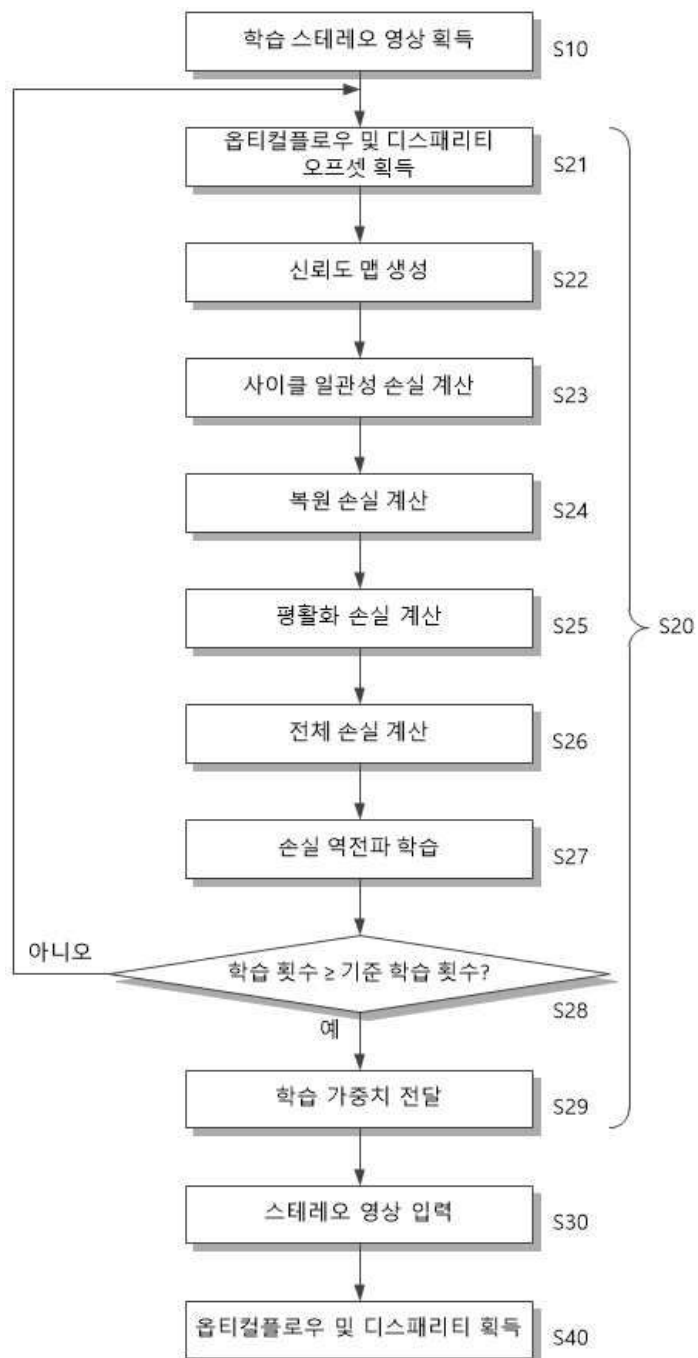 학습 스테레오 영상 획득
S10
옵티컬플로우 및 디스패리티
오프셋 획득
S21
신뢰도 맵 생성
S22
사이클 일관성 손실 계산
S23
복원 손실 계산
S24
평활화 손실 계산
S25
S20
전체 손실 계산
S26
손실 역전파 학습
S27
아니오
학습 횟수 ≥ 기준 학습 횟수?
S28
예
학습 가중치 전달
S29
스테레오 영상 입력
S30
옵티컬플로우 및 디스패리티 획득
S40